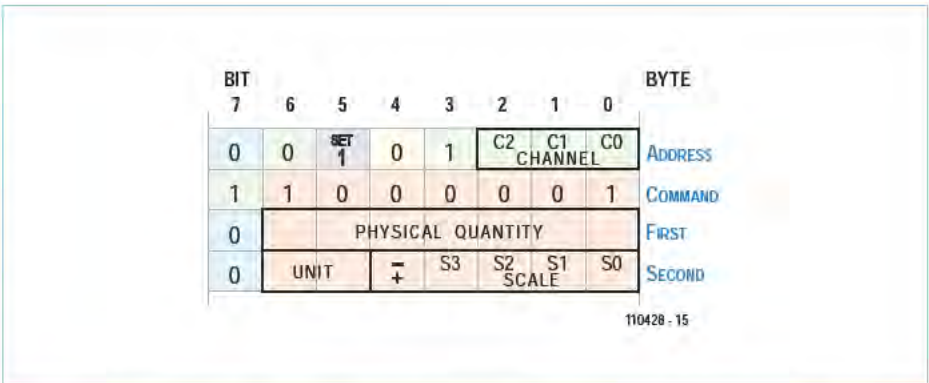 BIT BYTE
7 6 5 4 3 2 1 0
0 0 SET 1 0 1 C2 C1 C0 CHANNEL ADDRESS
1 1 0 0 0 0 0 1 COMMAND
0 PHYSICAL QUANTITY FIRST
0 UNIT − + S3 S2 S1 S0 SCALE SECOND
110428 - 15